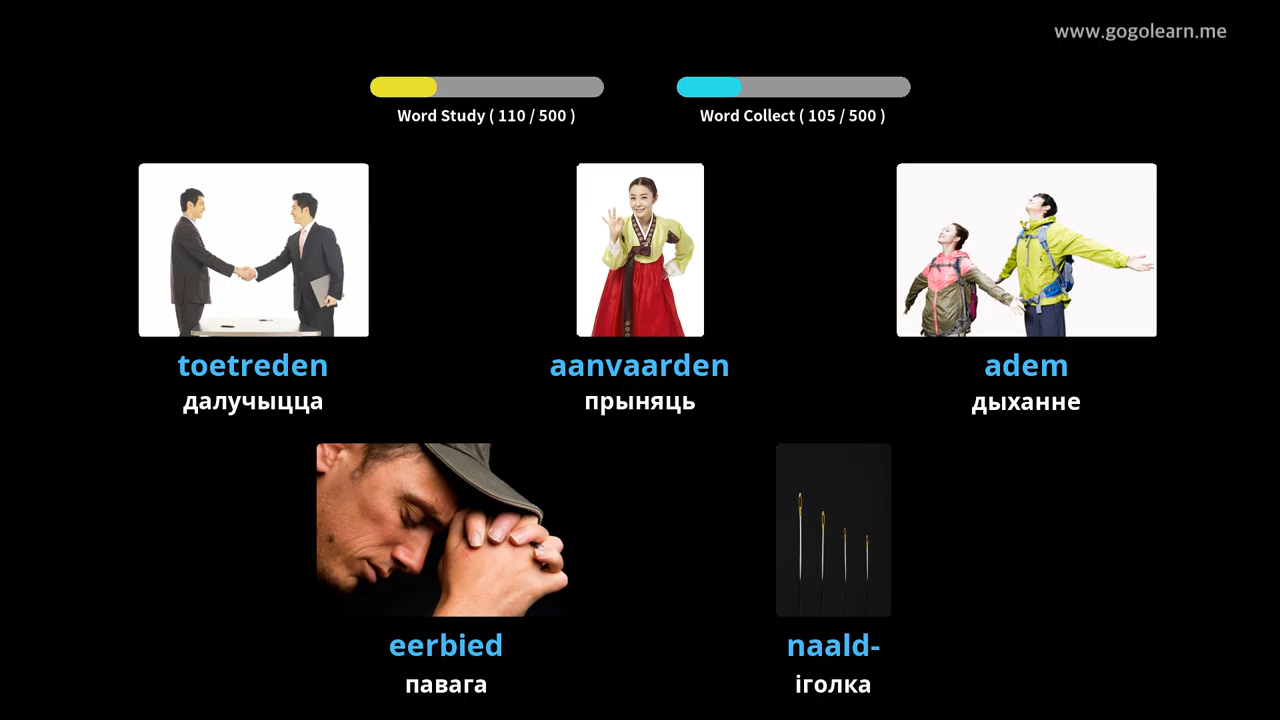 www.gogolearn.me
Word Study ( 110 / 500 )
Word Collect ( 105 / 500 )
toetreden
далучыцца
aanvaarden
прыняць
adem
дыханне
eerbied
павага
naald-
іголка